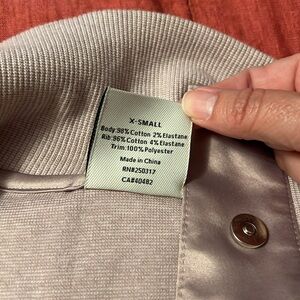 X-SMALL
Body:98% Cotton 2% Elastane
Rib:96% Cotton 4% Elastane
Trim:100% Polyester
Made in China
RN#250317
CA#40482